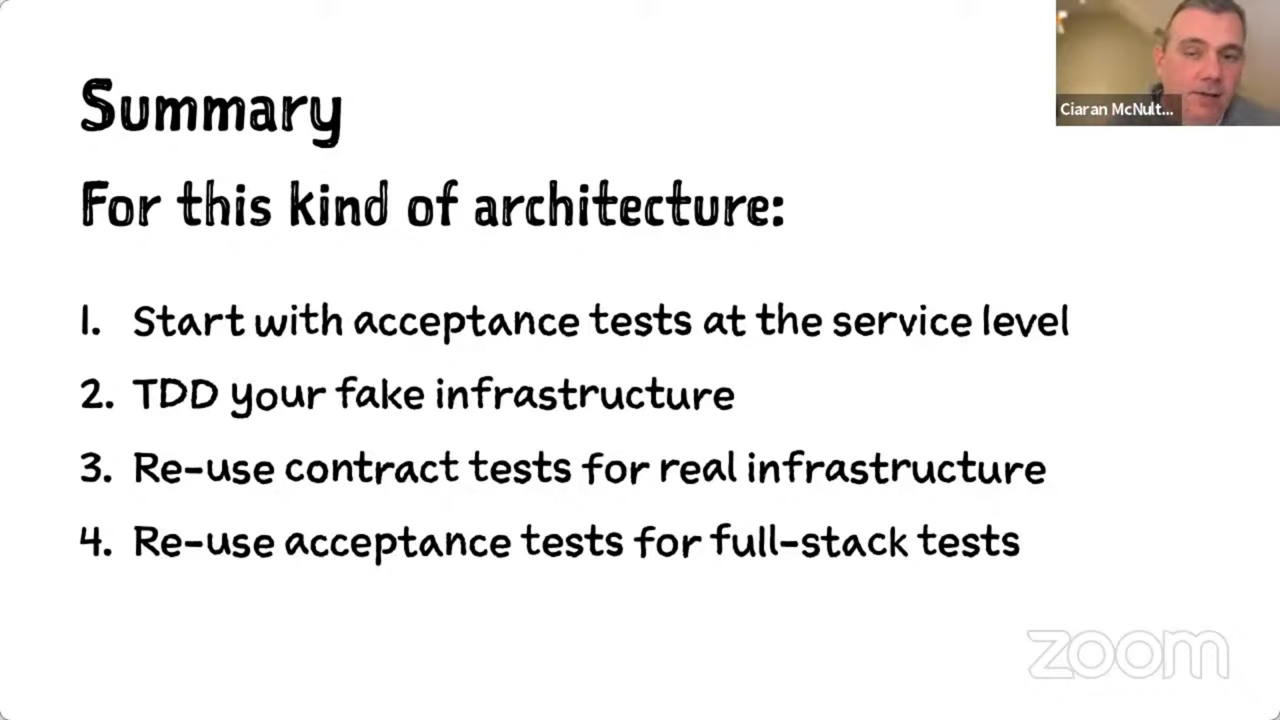 Summary
For this kind of architecture:
1. Start with acceptance tests at the service level
2. TDD your fake infrastructure
3. Re-use contract tests for real infrastructure
4. Re-use acceptance tests for full-stack tests
Ciaran McNult...
zoom